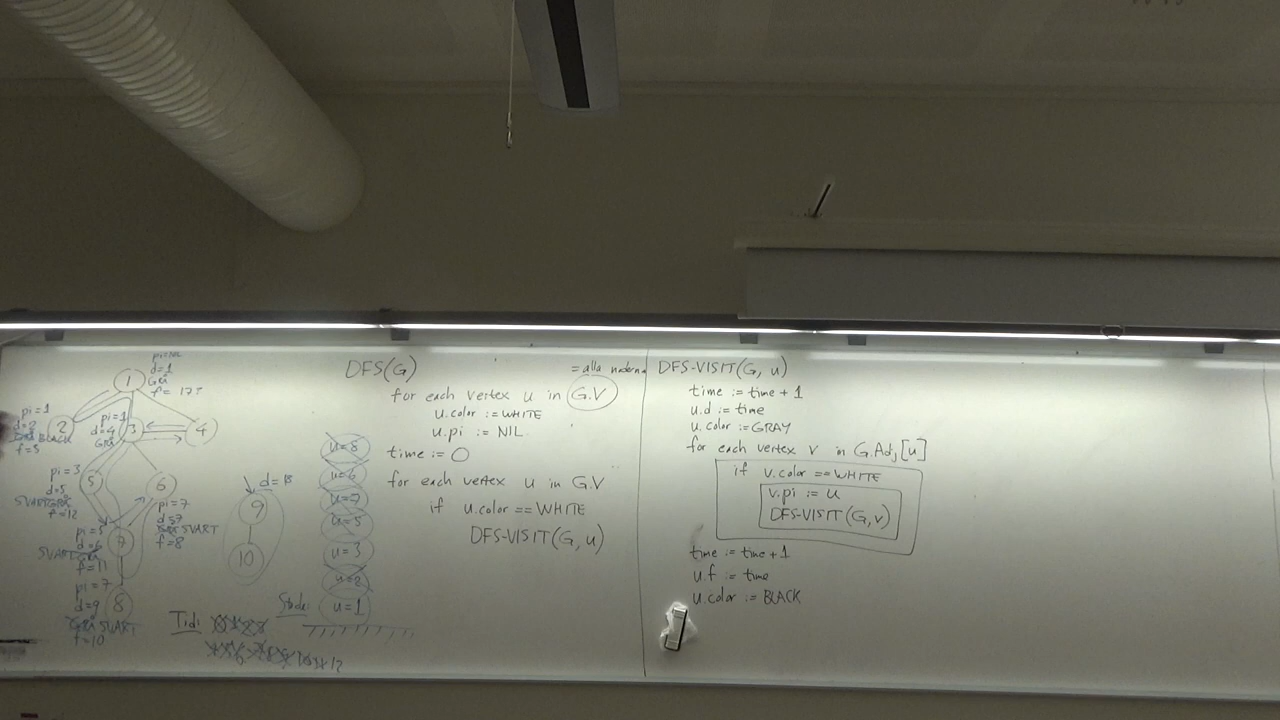 pi=NIL
d=1
GRÅ
f= 17?
1
pi=1
d=2
BLACK
f=3
2
pi=1
d=4
GRÅ
3
4
pi=3
d=5
SVART
f=12
5
6
pi=7
d=7
SVART
f=8
pi=5
d=6
SVART
f=11
7
pi=7
d=9
SVART
f=10
8
d=13
9
10
Tid:
12
Stack:
u=8
u=6
u=7
u=5
u=3
u=2
u=1
DFS(G)
= alla noderna
for each vertex u in G.V
u.color := WHITE
u.pi := NIL
time := 0
for each vertex u in G.V
if u.color == WHITE
DFS-VISIT(G, u)
DFS-VISIT(G, u)
time := time + 1
u.d := time
u.color := GRAY
for each vertex v in G.Adj[u]
if v.color == WHITE
v.pi := u
DFS-VISIT(G, v)
time := time + 1
u.f := time
u.color := BLACK